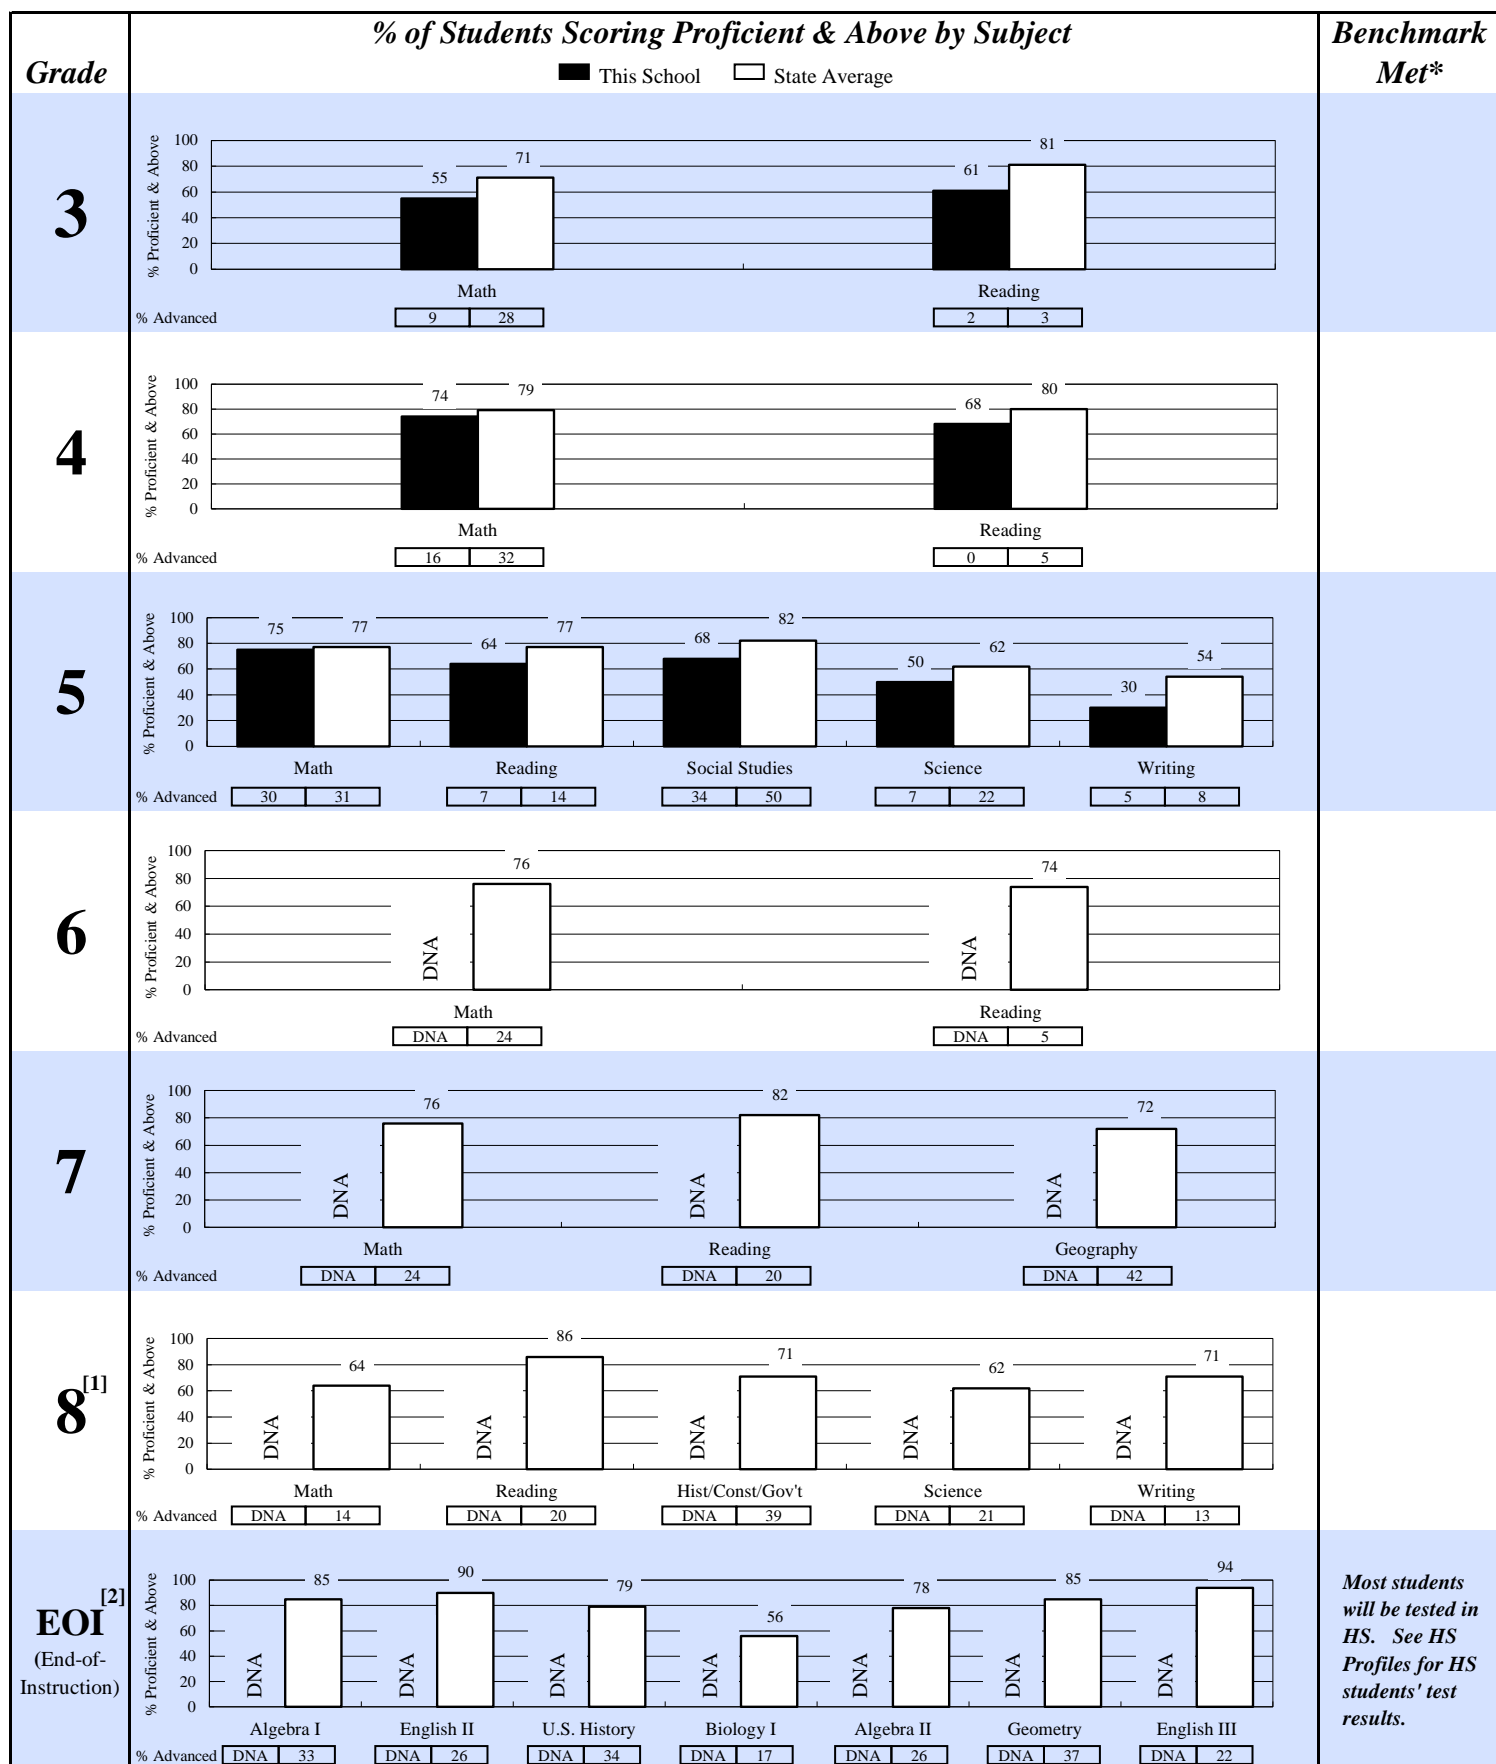 % of Students Scoring Proficient & Above by Subject
Benchmark
Met*
Grade
This School State Average
3
% Proficient & Above
100
80
60
40
20
0
55 71
61 81
Math Reading
% Advanced 9 28 2 3
4
% Proficient & Above
100
80
60
40
20
0
74 79
68 80
Math Reading
% Advanced 16 32 0 5
5
% Proficient & Above
100
80
60
40
20
0
75 77 64 77 68 82 50 62 30 54
Math Reading Social Studies Science Writing
% Advanced 30 31 7 14 34 50 7 22 5 8
6
% Proficient & Above
100
80
60
40
20
0
DNA 76 DNA 74
Math Reading
% Advanced DNA 24 DNA 5
7
% Proficient & Above
100
80
60
40
20
0
DNA 76 DNA 82 DNA 72
Math Reading Geography
% Advanced DNA 24 DNA 20 DNA 42
8[1]
% Proficient & Above
100
80
60
40
20
0
DNA 64 DNA 86 DNA 71 DNA 62 DNA 71
Math Reading Hist/Const/Gov't Science Writing
% Advanced DNA 14 DNA 20 DNA 39 DNA 21 DNA 13
EOI[2]
(End-of-
Instruction)
% Proficient & Above
100
80
60
40
20
0
DNA 85 DNA 90 DNA 79 DNA 56 DNA 78 DNA 85 DNA 94
Algebra I English II U.S. History Biology I Algebra II Geometry English III
% Advanced DNA 33 DNA 26 DNA 34 DNA 17 DNA 26 DNA 37 DNA 22
Most students
will be tested in
HS. See HS
Profiles for HS
students' test
results.